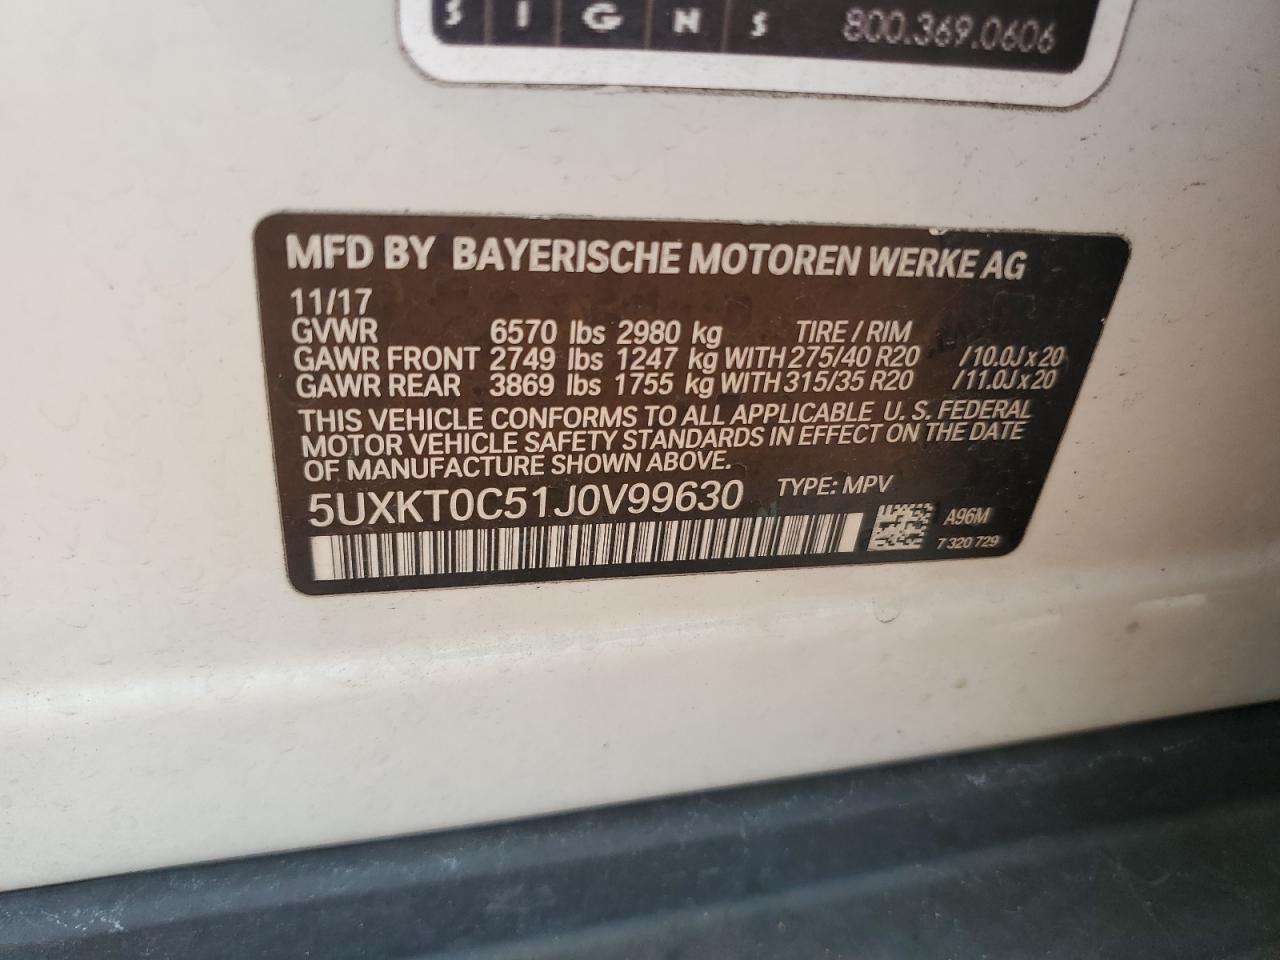 SIGNS 800.369.0606
MFD BY BAYERISCHE MOTOREN WERKE AG
11/17
GVWR 6570 lbs 2980 kg TIRE / RIM
GAWR FRONT 2749 lbs 1247 kg WITH 275/40 R20 /10.0J x 20
GAWR REAR 3869 lbs 1755 kg WITH 315/35 R20 /11.0J x 20
THIS VEHICLE CONFORMS TO ALL APPLICABLE U. S. FEDERAL
MOTOR VEHICLE SAFETY STANDARDS IN EFFECT ON THE DATE
OF MANUFACTURE SHOWN ABOVE.
5UXKT0C51J0V99630 TYPE: MPV
A96M
7 320 729